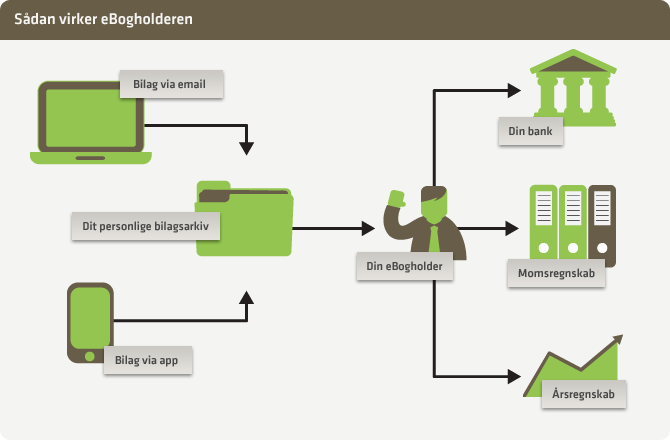 Sådan virker eBogholderen
Bilag via email
Din bank
Dit personlige bilagsarkiv
Din eBogholder
Momsregnskab
Bilag via app
Årsregnskab